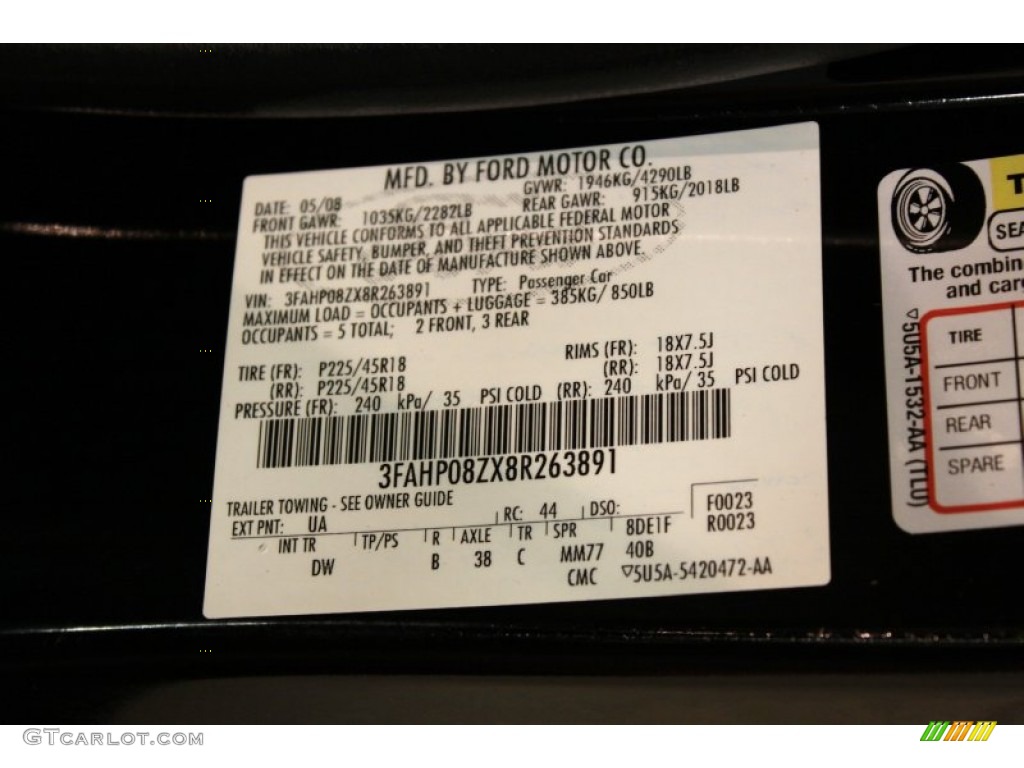 MFD. BY FORD MOTOR CO.
DATE: 05/08 GVWR: 1946KG/4290LB
FRONT GAWR: 1035KG/2282LB REAR GAWR: 915KG/2018LB
THIS VEHICLE CONFORMS TO ALL APPLICABLE FEDERAL MOTOR
VEHICLE SAFETY, BUMPER, AND THEFT PREVENTION STANDARDS
IN EFFECT ON THE DATE OF MANUFACTURE SHOWN ABOVE.
VIN: 3FAHP08ZX8R263891 TYPE: Passenger Car
MAXIMUM LOAD = OCCUPANTS + LUGGAGE = 385KG/ 850LB
OCCUPANTS = 5 TOTAL; 2 FRONT, 3 REAR
TIRE (FR): P225/45R18 RIMS (FR): 18X7.5J
(RR): P225/45R18 (RR): 18X7.5J
PRESSURE (FR): 240 kPa/ 35 PSI COLD (RR): 240 kPa/ 35 PSI COLD
3FAHP08ZX8R263891
TRAILER TOWING - SEE OWNER GUIDE
EXT PNT: UA RC: 44 DSO: F0023
INT TR TP/PS R AXLE TR SPR 8DE1F R0023
DW B 38 C MM77 40B
CMC ▽5U5A-5420472-AA
The combin
and carg
▽5U5A-1532-AA (TLU)
TIRE
FRONT
REAR
SPARE
GTCARLOT.COM